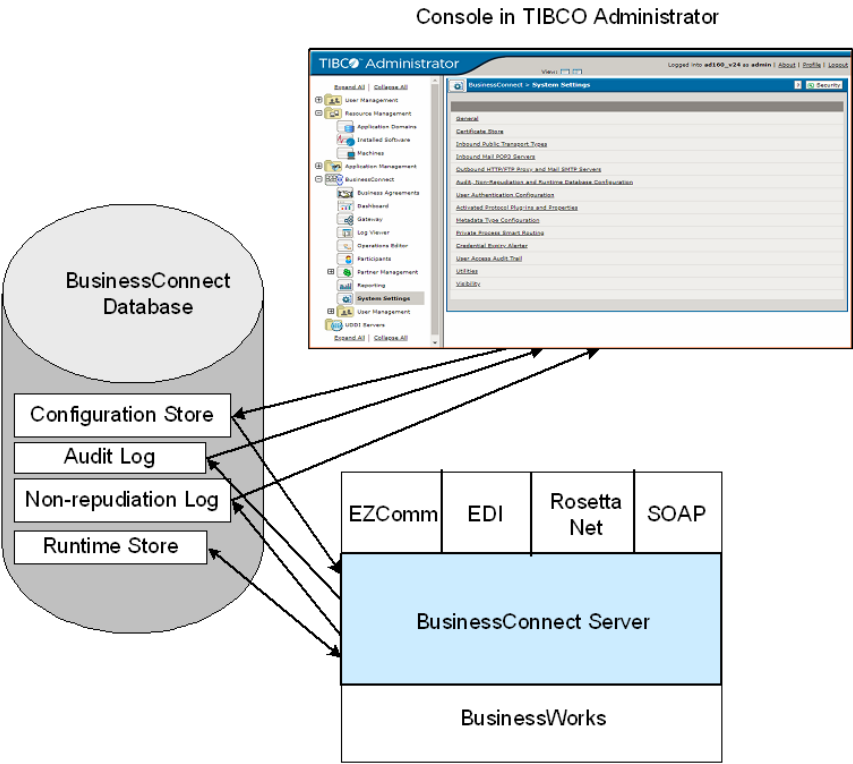 Console in TIBCO Administrator
TIBCO Administrator
View:
Logged into ad160_v24 as admin | About | Profile | Logout
Expand All | Collapse All
User Management
Resource Management
Application Domains
Installed Software
Machines
Application Management
BusinessConnect
Business Agreements
Dashboard
Gateway
Log Viewer
Operations Editor
Participants
Partner Management
Reporting
System Settings
User Management
UDDI Servers
Expand All | Collapse All
BusinessConnect > System Settings
Security
General
Certificate Store
Inbound Public Transport Types
Inbound Mail POP3 Servers
Outbound HTTP/FTP Proxy and Mail SMTP Servers
Audit, Non-Repudiation and Runtime Database Configuration
User Authentication Configuration
Activated Protocol Plug-ins and Properties
Metadata Type Configuration
Private Process Smart Routing
Credential Expiry Alerter
User Access Audit Trail
Utilities
Visibility
BusinessConnect
Database
Configuration Store
Audit Log
Non-repudiation Log
Runtime Store
EZComm
EDI
Rosetta
Net
SOAP
BusinessConnect Server
BusinessWorks